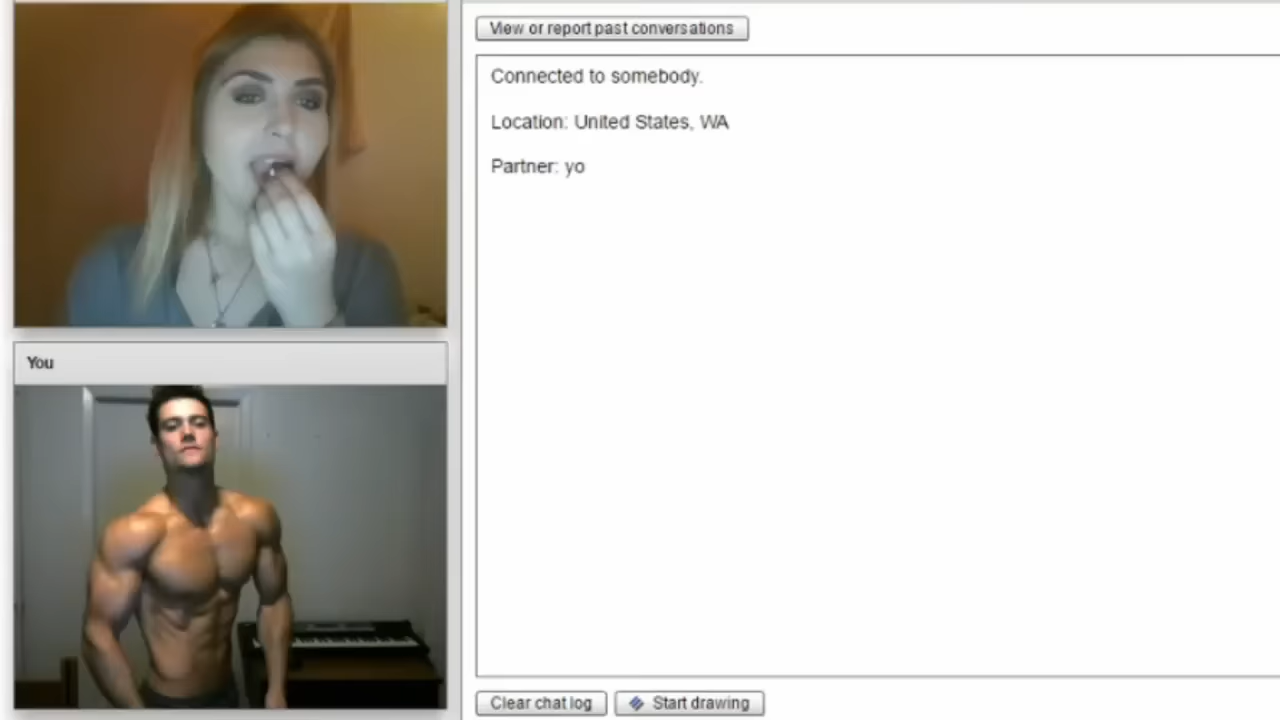 View or report past conversations
Connected to somebody.
Location: United States, WA
Partner: yo
You
Clear chat log
Start drawing